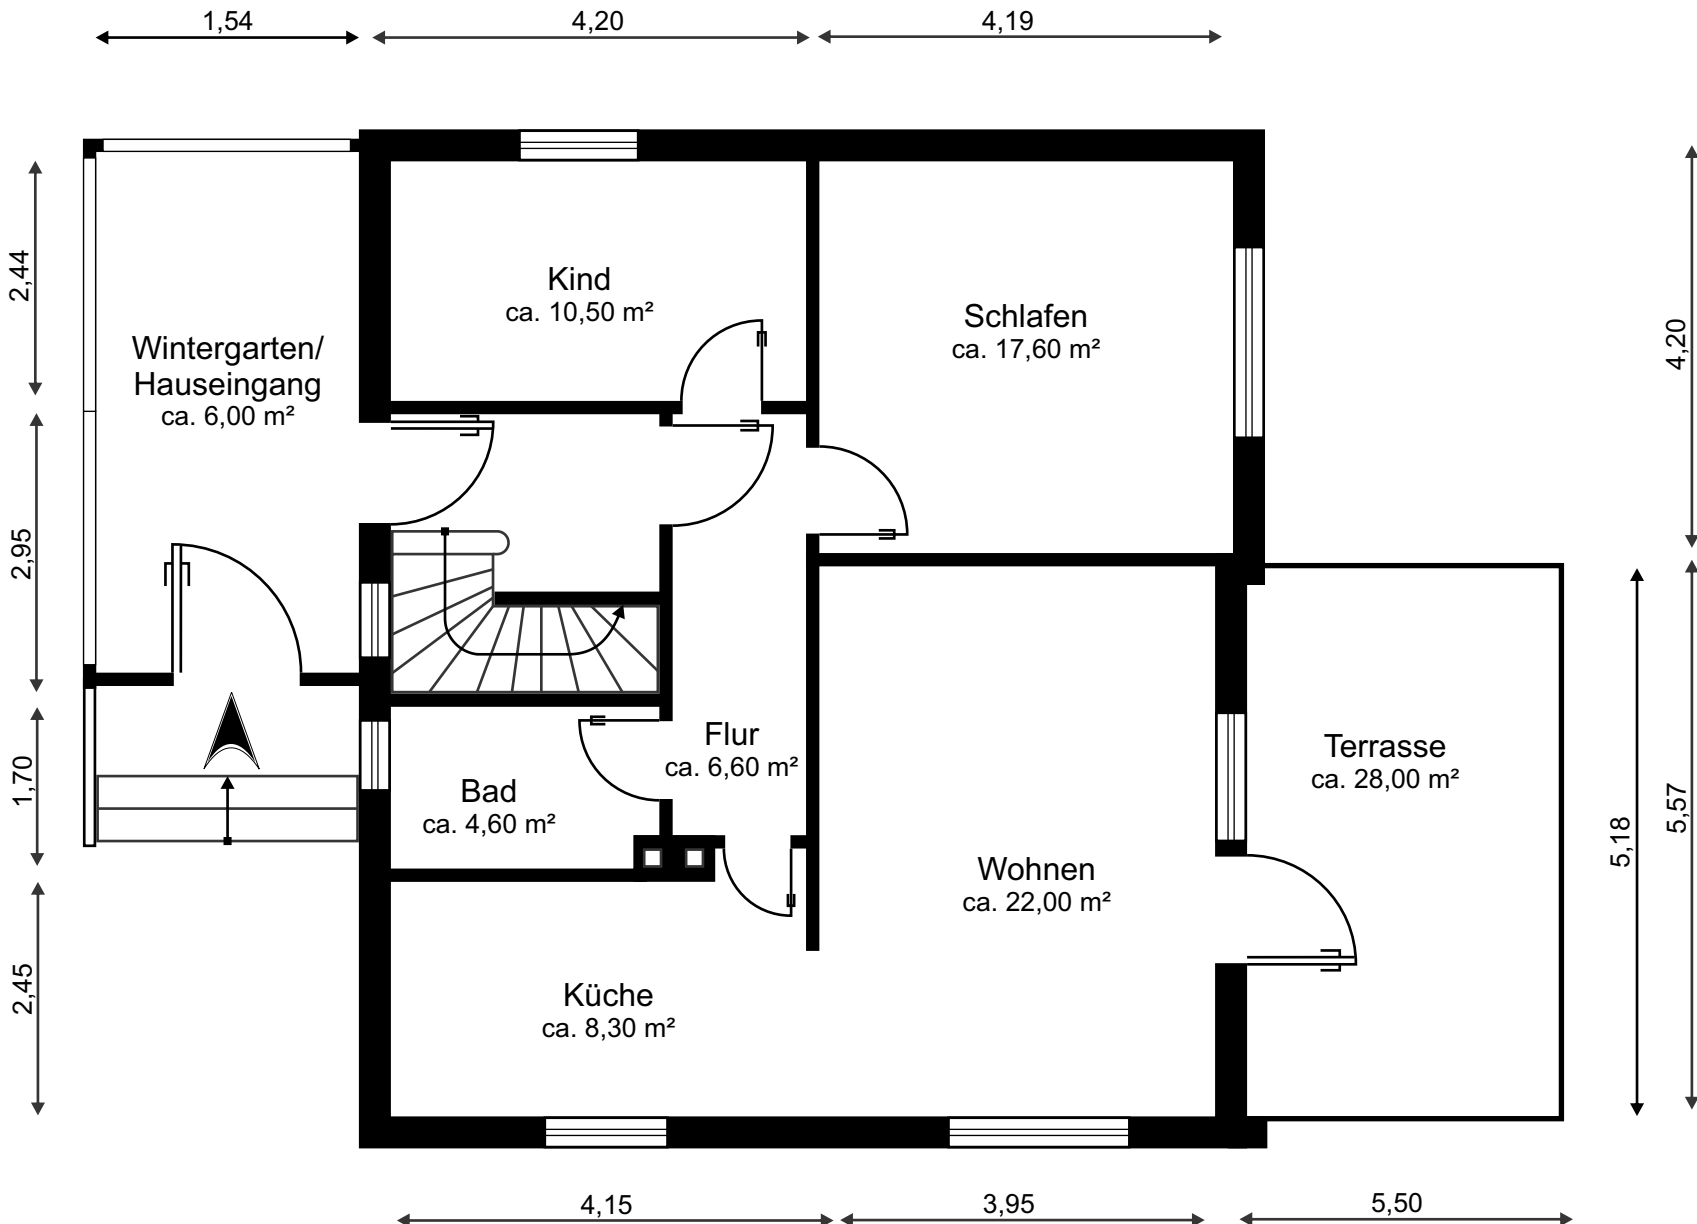 1,54
4,20
4,19
2,44
2,95
1,70
2,45
Wintergarten/
Hauseingang
ca. 6,00 m²
Kind
ca. 10,50 m²
Schlafen
ca. 17,60 m²
Flur
ca. 6,60 m²
Bad
ca. 4,60 m²
Küche
ca. 8,30 m²
Wohnen
ca. 22,00 m²
Terrasse
ca. 28,00 m²
4,20
5,18
5,57
4,15
3,95
5,50